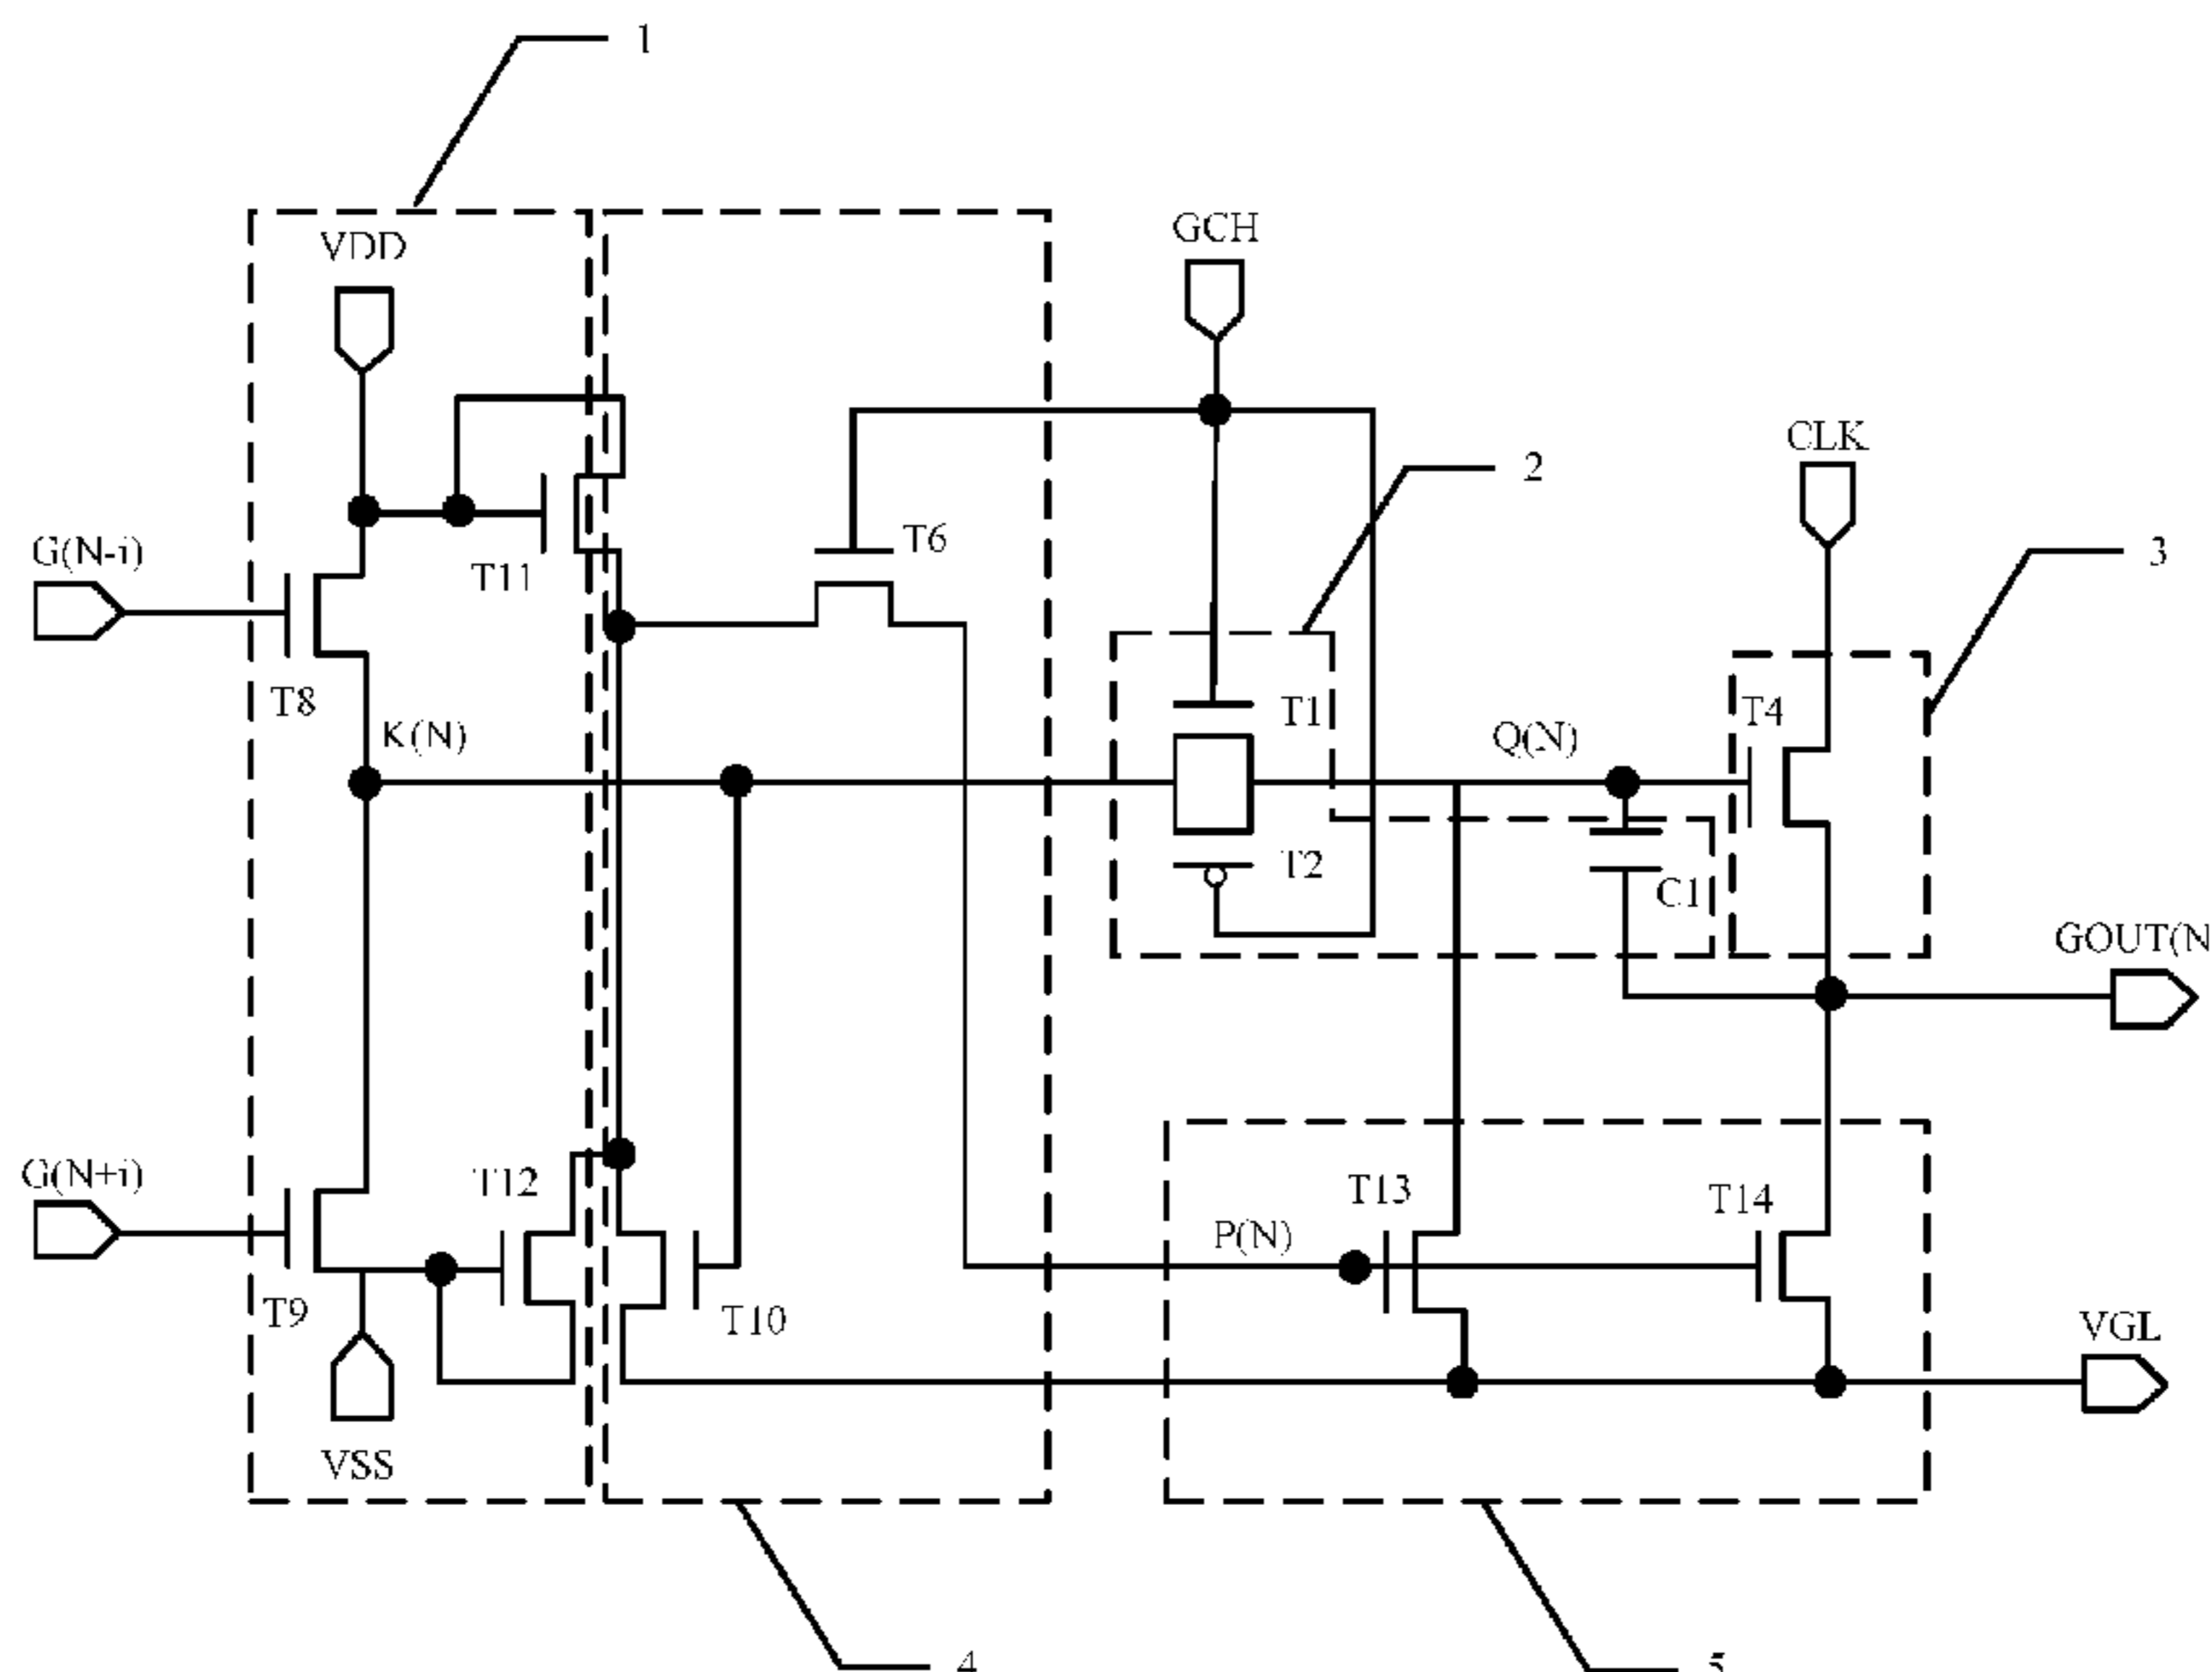 1
VDD
GCH
CLK
2
G(N-i)
T6
3
T11
T8
T1
T4
K(N)
Q(N)
T2
C1
GOUT(N
G(N+i)
T12
T13
T14
P(N)
T9
T10
VGL
VSS
4
5